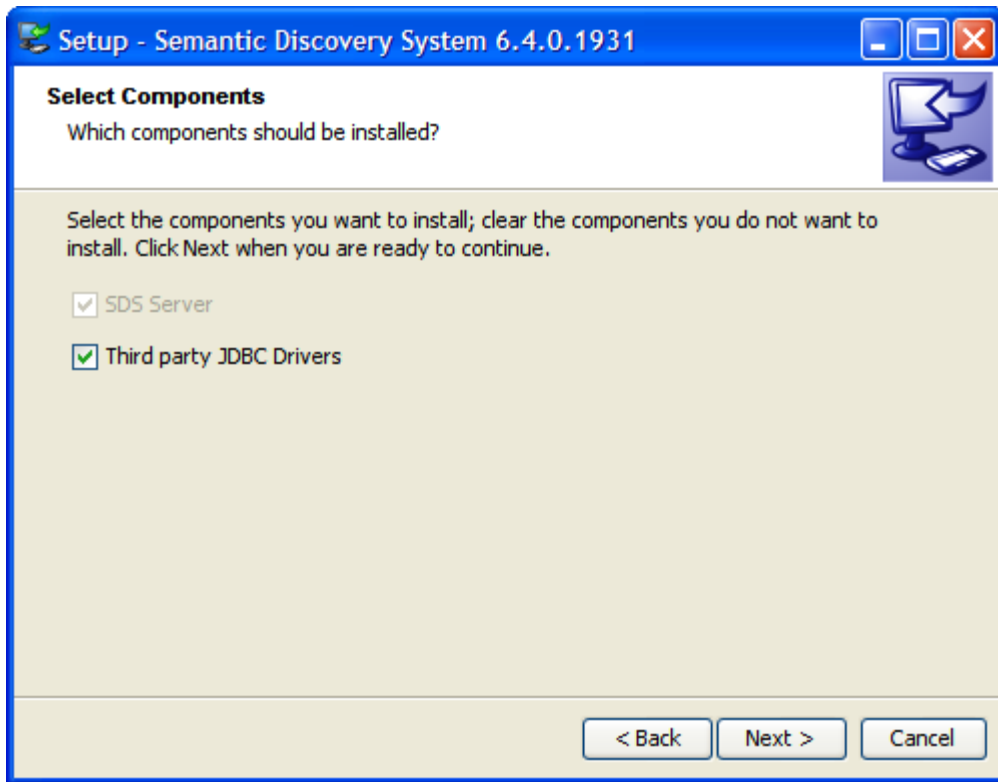 Setup - Semantic Discovery System 6.4.0.1931
Select Components
Which components should be installed?
Select the components you want to install; clear the components you do not want to
install. Click Next when you are ready to continue.
SDS Server
Third party JDBC Drivers
< Back Next > Cancel